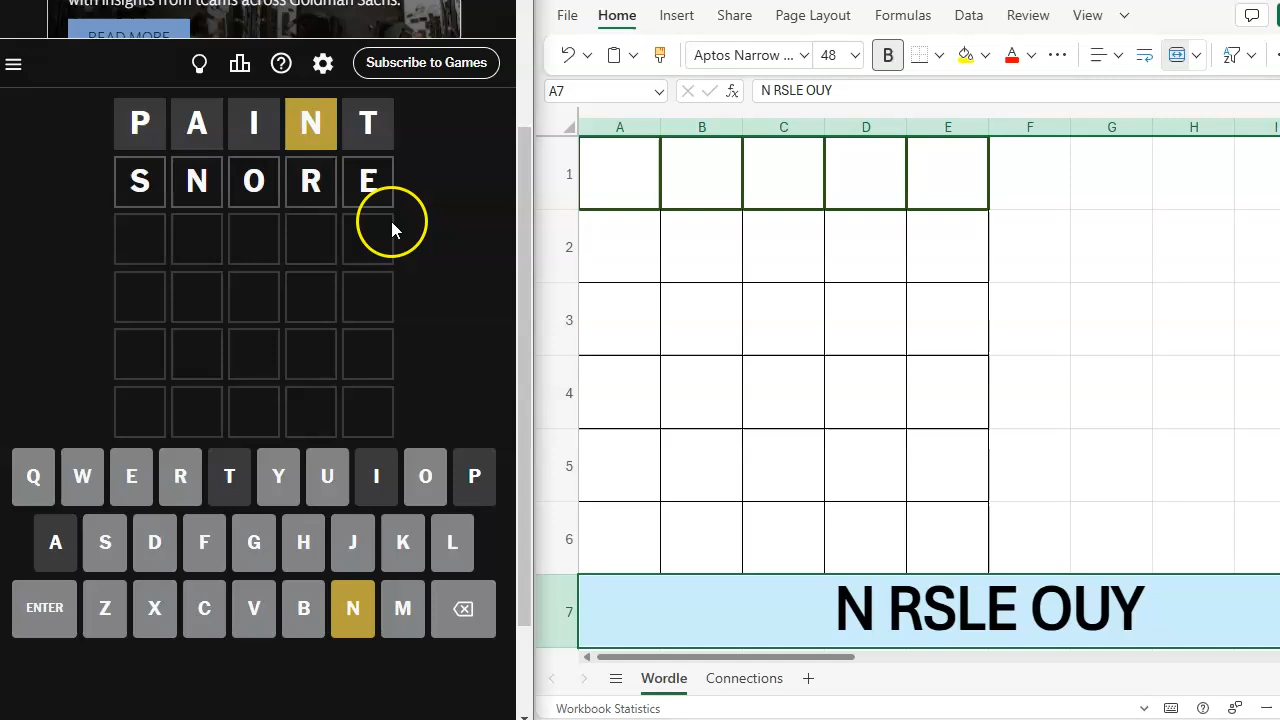 with insights from teams across Goldman Sachs.
READ MORE
Subscribe to Games
P A I N T
S N O R E
Q W E R T Y U I O P
A S D F G H J K L
ENTER Z X C V B N M
File Home Insert Share Page Layout Formulas Data Review View
Aptos Narrow ... 48 B A
A7 fx N RSLE OUY
A B C D E F G H I
1
2
3
4
5
6
7 N RSLE OUY
Wordle Connections
Workbook Statistics